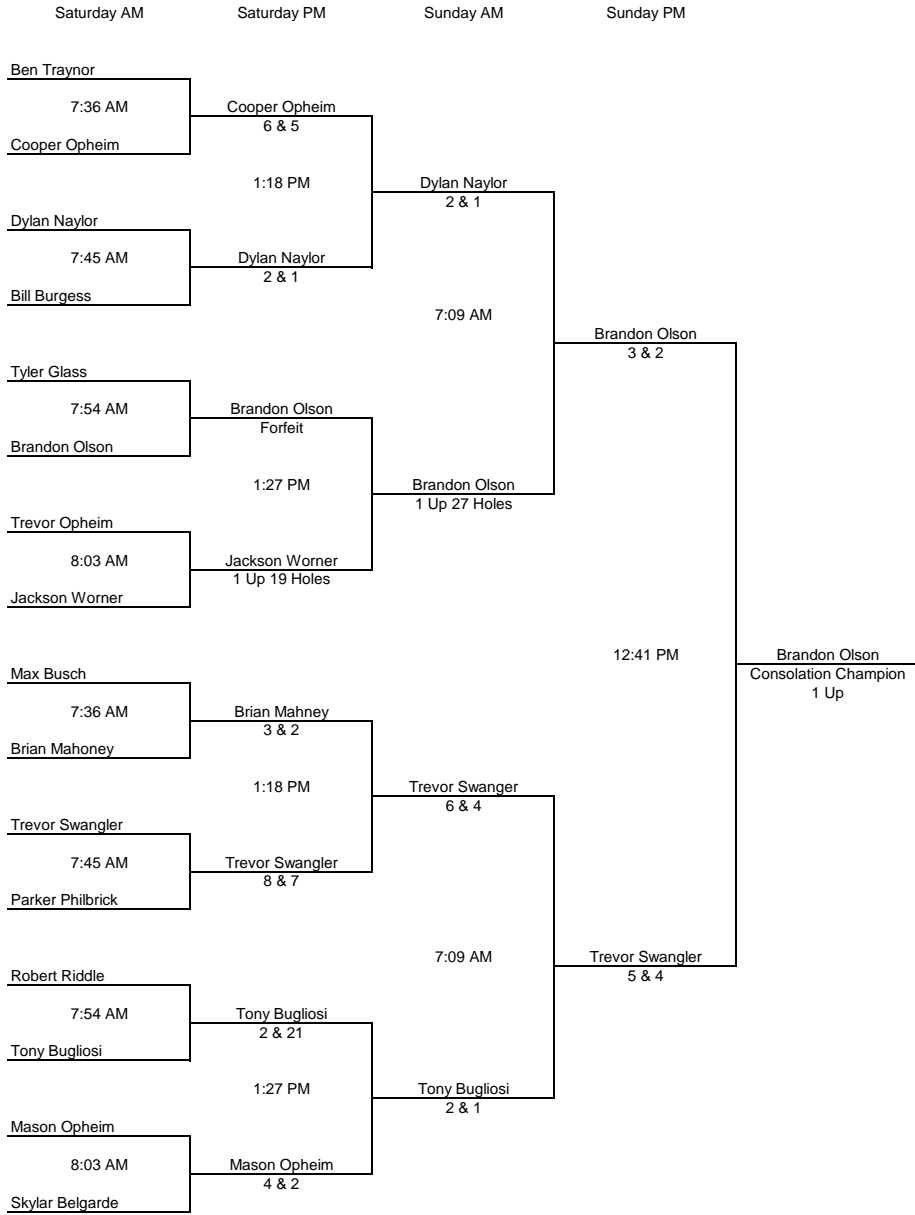 Saturday AM Saturday PM Sunday AM Sunday PM
Ben Traynor
7:36 AM Cooper Opheim
6 & 5
Cooper Opheim
1:18 PM Dylan Naylor
2 & 1
Dylan Naylor
7:45 AM Dylan Naylor
2 & 1
Bill Burgess
7:09 AM
Brandon Olson
3 & 2
Tyler Glass
7:54 AM Brandon Olson
Forfeit
Brandon Olson
1:27 PM Brandon Olson
1 Up 27 Holes
Trevor Opheim
8:03 AM Jackson Worner
1 Up 19 Holes
Jackson Worner
12:41 PM Brandon Olson
Consolation Champion
1 Up
Max Busch
7:36 AM Brian Mahney
3 & 2
Brian Mahoney
1:18 PM Trevor Swanger
6 & 4
Trevor Swangler
7:45 AM Trevor Swangler
8 & 7
Parker Philbrick
7:09 AM Trevor Swangler
5 & 4
Robert Riddle
7:54 AM Tony Bugliosi
2 & 21
Tony Bugliosi
1:27 PM Tony Bugliosi
2 & 1
Mason Opheim
8:03 AM Mason Opheim
4 & 2
Skylar Belgarde